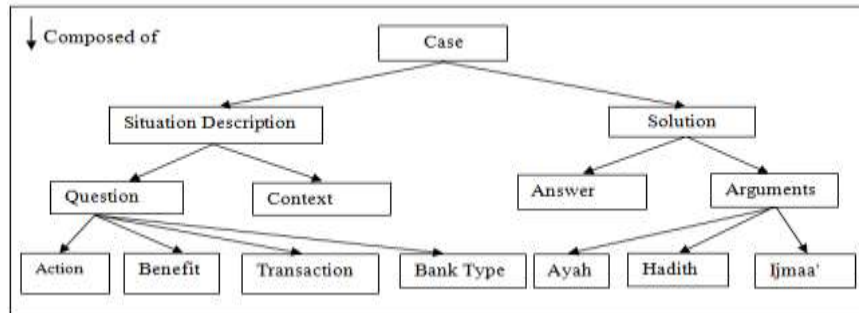 Composed of
Case
Situation Description
Solution
Question
Context
Answer
Arguments
Action
Benefit
Transaction
Bank Type
Ayah
Hadith
Ijmaa'